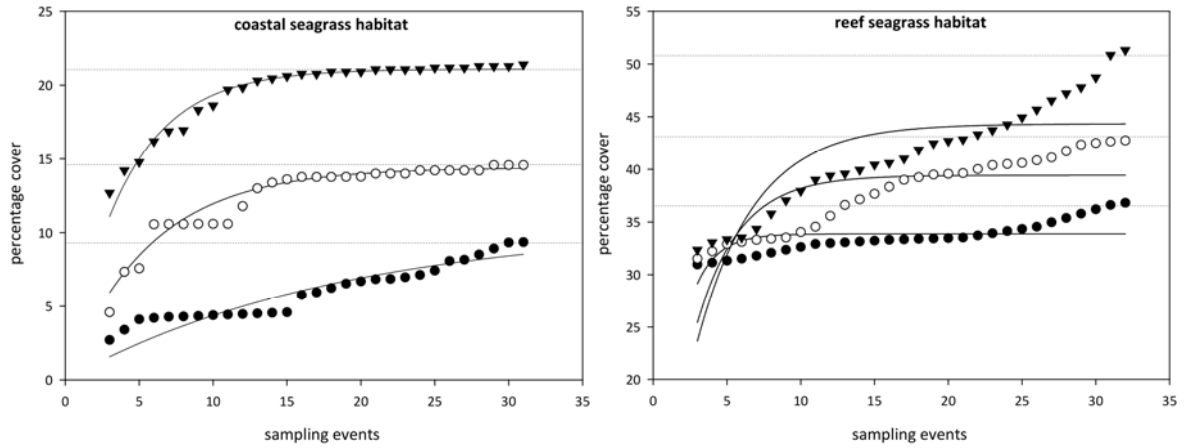 coastal seagrass habitat
percentage cover
25
20
15
10
5
0
0 5 10 15 20 25 30 35
sampling events
reef seagrass habitat
percentage cover
55
50
45
40
35
30
25
20
0 5 10 15 20 25 30 35
sampling events